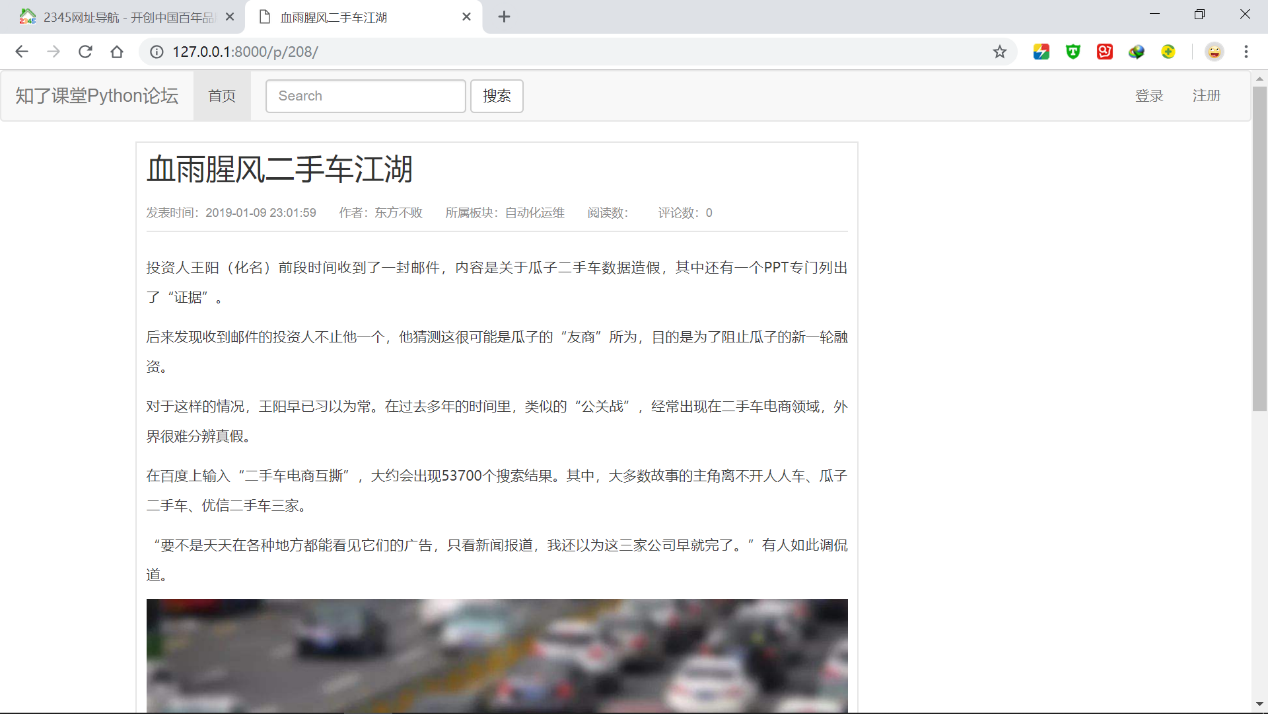 2345网址导航 - 开创中国百年品
血雨腥风二手车江湖
127.0.0.1:8000/p/208/
知了课堂Python论坛
首页
Search
搜索
登录
注册
血雨腥风二手车江湖
发表时间：2019-01-09 23:01:59 作者：东方不败 所属板块：自动化运维 阅读数： 评论数：0
投资人王阳（化名）前段时间收到了一封邮件，内容是关于瓜子二手车数据造假，其中还有一个PPT专门列出
了“证据”。
后来发现收到邮件的投资人不止他一个，他猜测这很可能是瓜子的“友商”所为，目的是为了阻止瓜子的新一轮融
资。
对于这样的情况，王阳早已习以为常。在过去多年的时间里，类似的“公关战”，经常出现在二手车电商领域，外
界很难分辨真假。
在百度上输入“二手车电商互撕”，大约会出现53700个搜索结果。其中，大多数故事的主角离不开人人车、瓜子
二手车、优信二手车三家。
“要不是天天在各种地方都能看见它们的广告，只看新闻报道，我还以为这三家公司早就完了。”有人如此调侃
道。